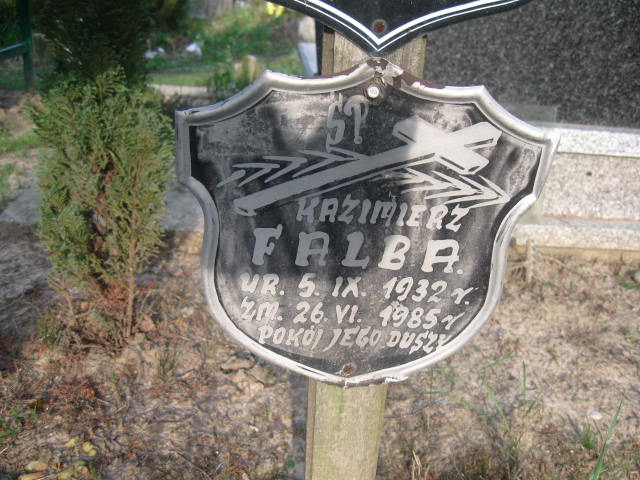 ŚP.
KAZIMIERZ
FALBA.
UR. 5. IX. 1932 r.
ZM. 26. VI. 1985 r
POKÓJ JEGO DUSZY